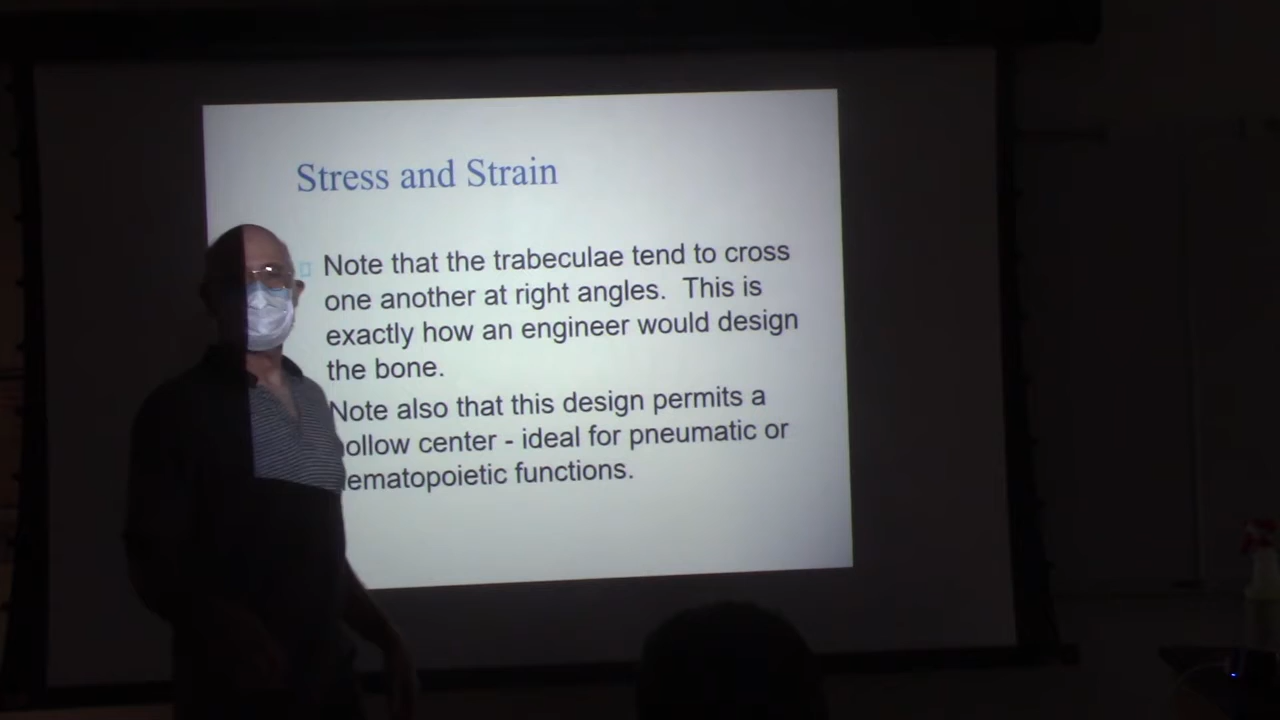 Stress and Strain
Note that the trabeculae tend to cross
one another at right angles. This is
exactly how an engineer would design
the bone.
Note also that this design permits a
ollow center - ideal for pneumatic or
ematopoietic functions.